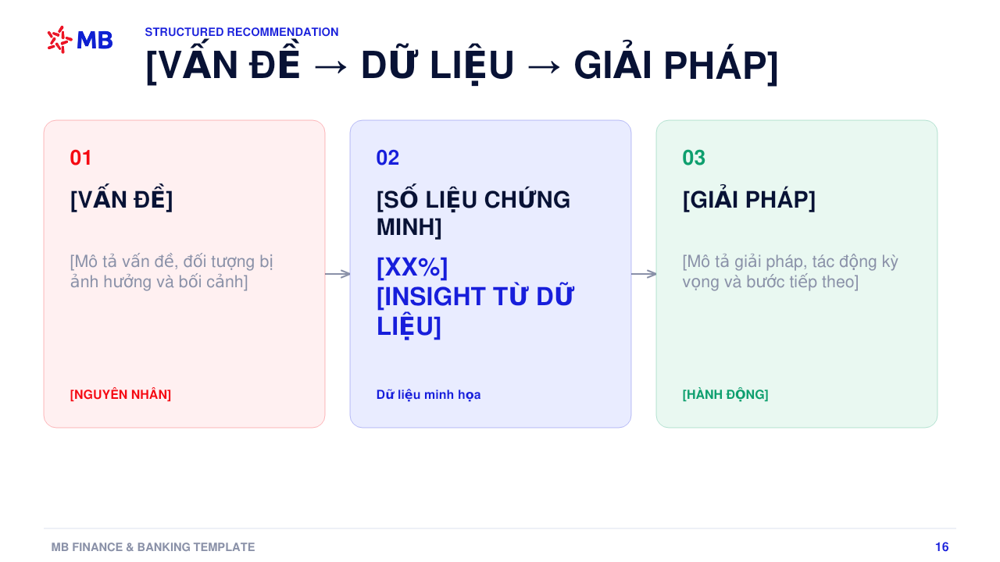 MB
STRUCTURED RECOMMENDATION
[VẤN ĐỀ → DỮ LIỆU → GIẢI PHÁP]
01
[VẤN ĐỀ]
[Mô tả vấn đề, đối tượng bị
ảnh hưởng và bối cảnh]
[NGUYÊN NHÂN]
02
[SỐ LIỆU CHỨNG
MINH]
[XX%]
[INSIGHT TỪ DỮ
LIỆU]
Dữ liệu minh họa
03
[GIẢI PHÁP]
[Mô tả giải pháp, tác động kỳ
vọng và bước tiếp theo]
[HÀNH ĐỘNG]
MB FINANCE & BANKING TEMPLATE
16